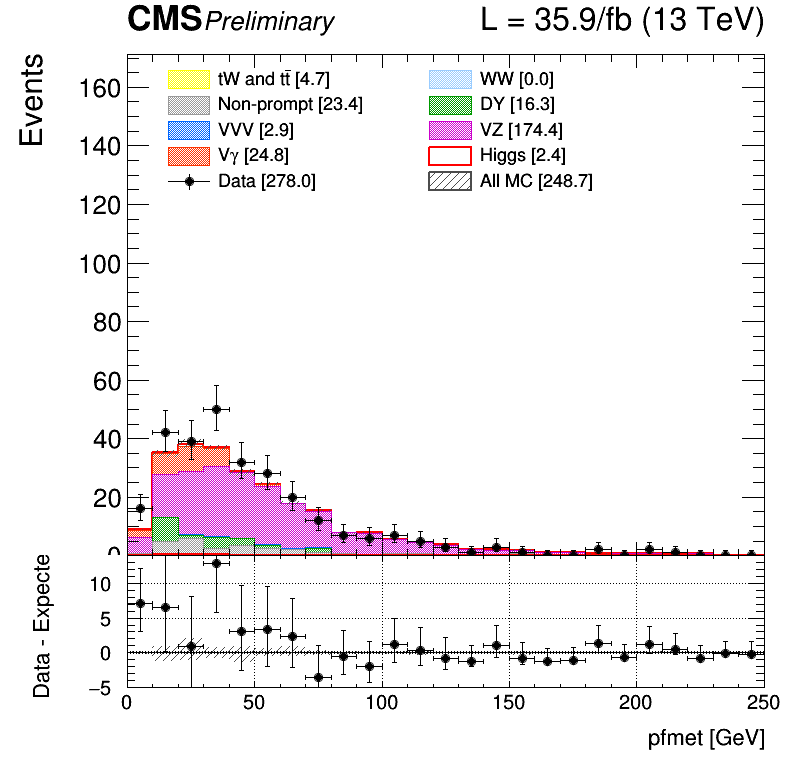 CMS Preliminary L = 35.9/fb (13 TeV)
Events
160
140
120
100
80
60
40
20
0
tW and tt̄ [4.7]
Non-prompt [23.4]
VVV [2.9]
Vγ [24.8]
Data [278.0]
WW [0.0]
DY [16.3]
VZ [174.4]
Higgs [2.4]
All MC [248.7]
Data - Expecte
10
5
0
−5
0 50 100 150 200 250
pfmet [GeV]